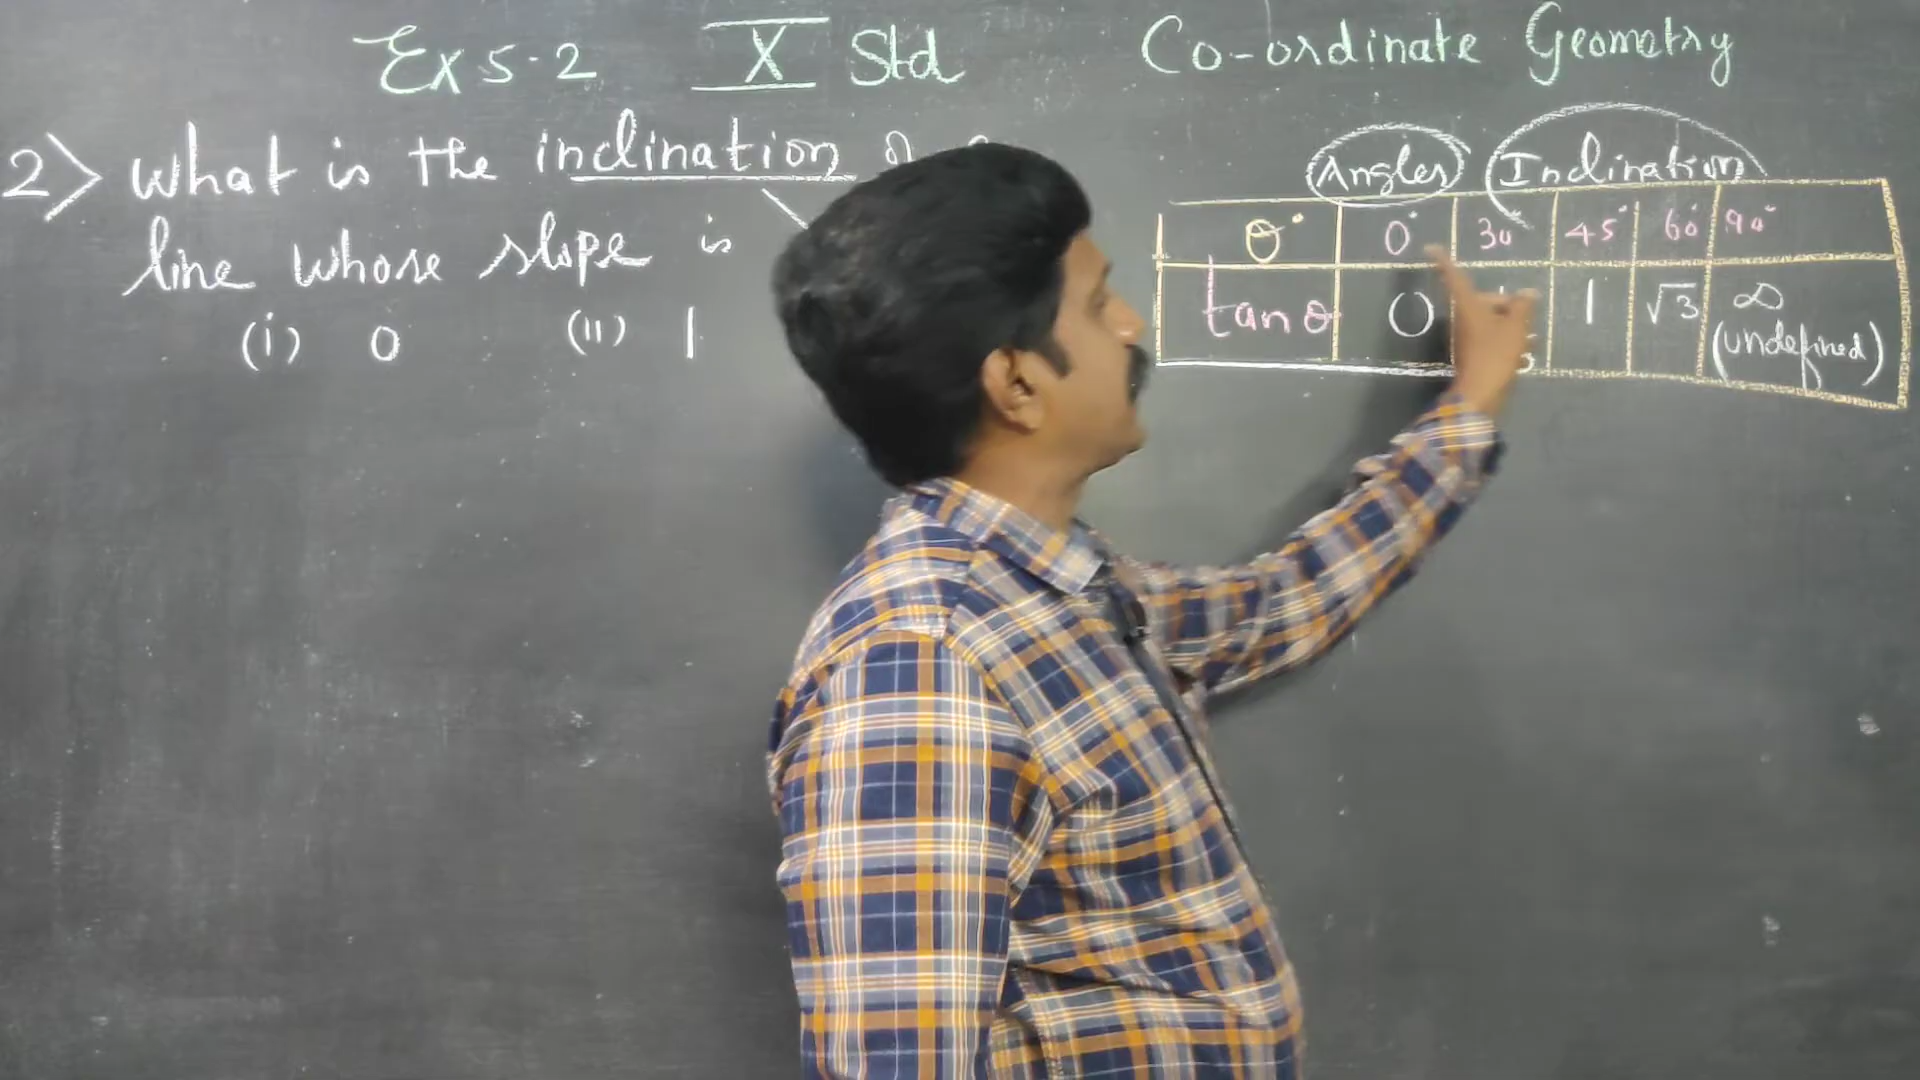 Ex 5.2 X Std Co-ordinate Geometry
2) What is the inclination
line whose slope is
(i) 0 (ii) 1
Angles Inclination
θ° 0° 30 45° 60° 90°
tan θ 0 1 √3 ∞
(undefined)